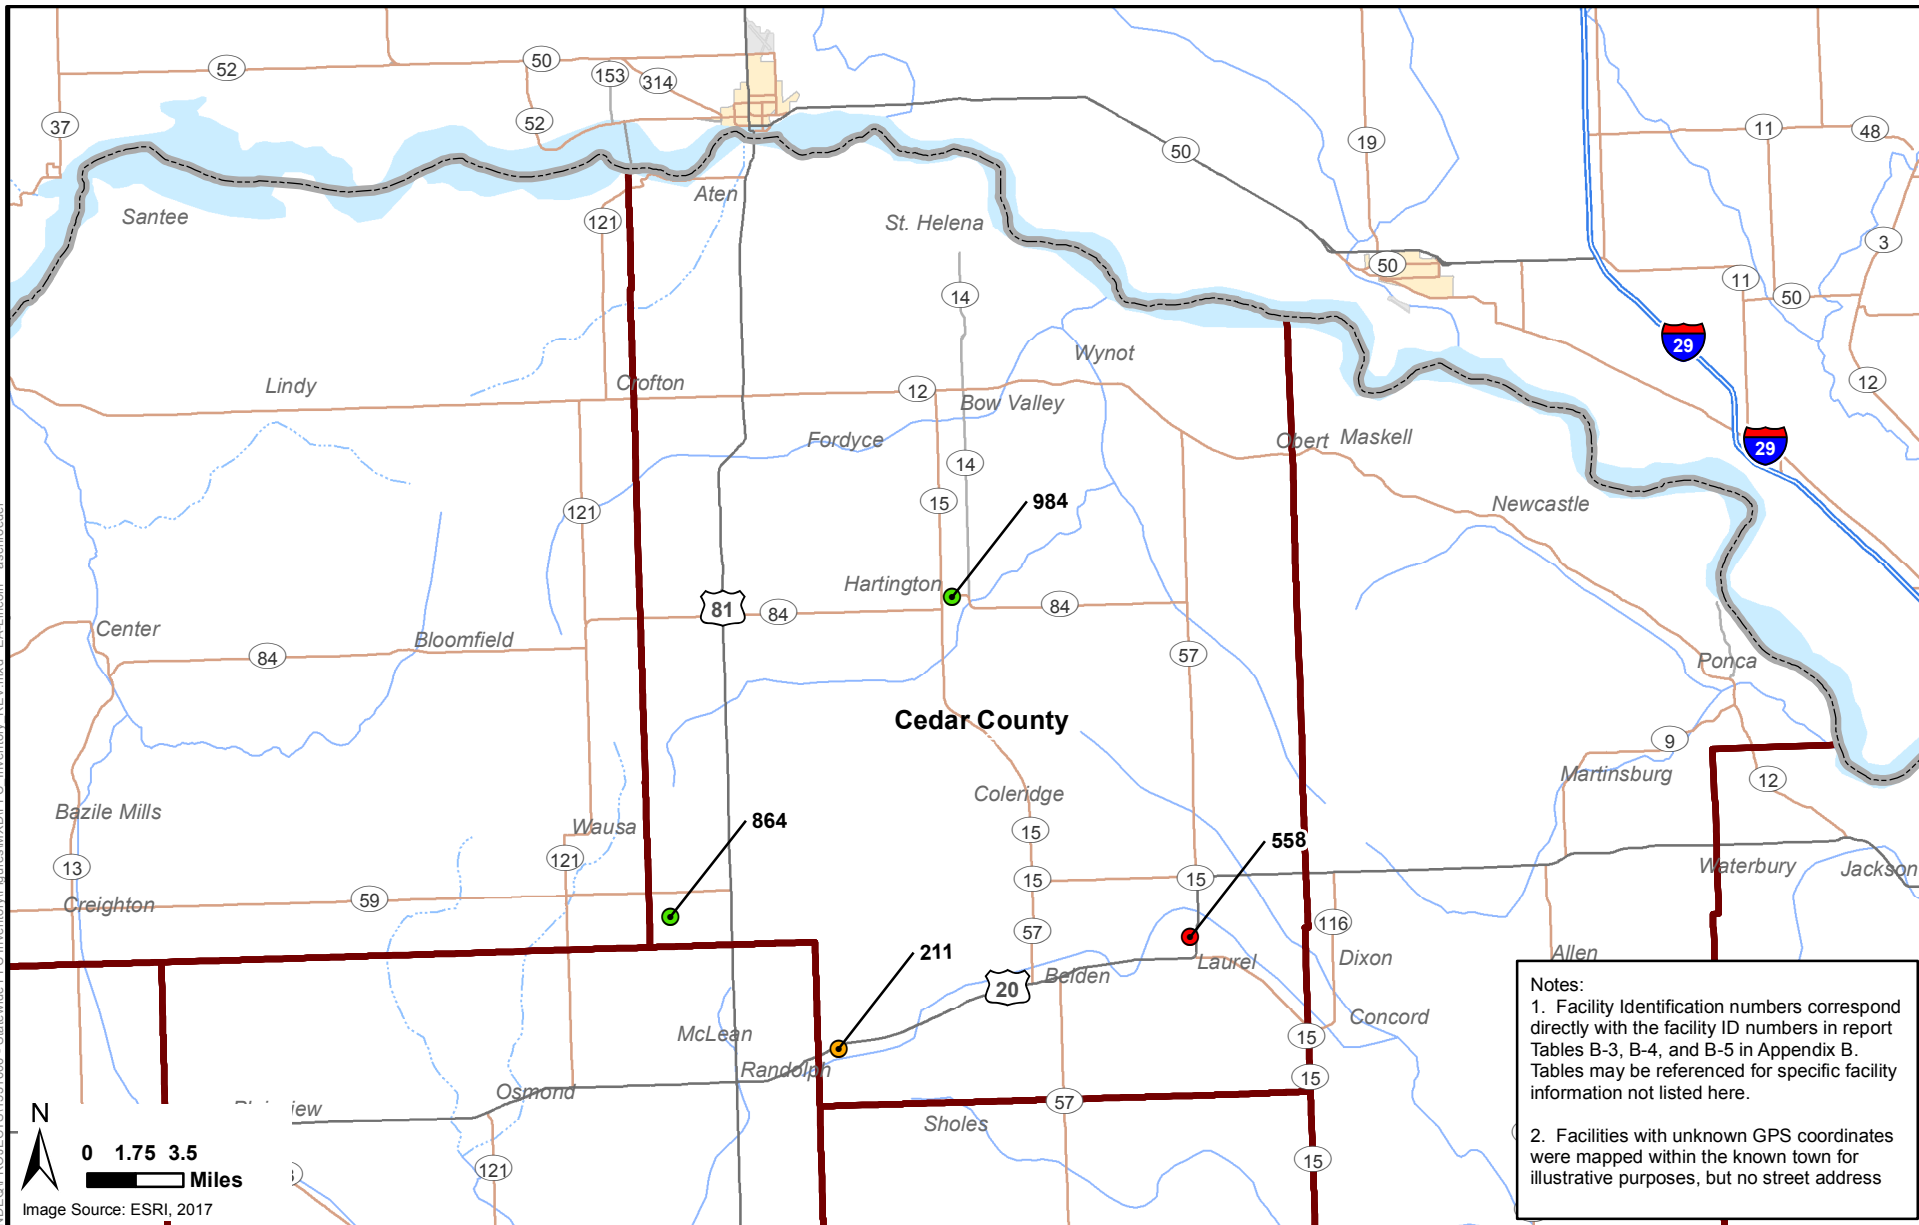 52
50
153
314
37
52
11
48
19
50
Santee
Aten
121
St. Helena
3
50
11
50
14
29
Wynot
Lindy
Crofton
12
Bow Valley
12
Fordyce
Obert
Maskell
29
14
121
15
984
Newcastle
Hartington
81
84
84
Center
Bloomfield
84
57
Ponca
Cedar County
9
Martinsburg
12
Coleridge
Bazile Mills
Wausa
864
15
558
121
13
Waterbury
Jackson
15
15
59
Creighton
57
116
211
Laurel
Dixon
Allen
20
Belden
McLean
Concord
15
Randolph
15
Osmond
57
Sholes
121
15
N
0 1.75 3.5
Miles
Image Source: ESRI, 2017
Notes:
1. Facility Identification numbers correspond
directly with the facility ID numbers in report
Tables B-3, B-4, and B-5 in Appendix B.
Tables may be referenced for specific facility
information not listed here.
2. Facilities with unknown GPS coordinates
were mapped within the known town for
illustrative purposes, but no street address